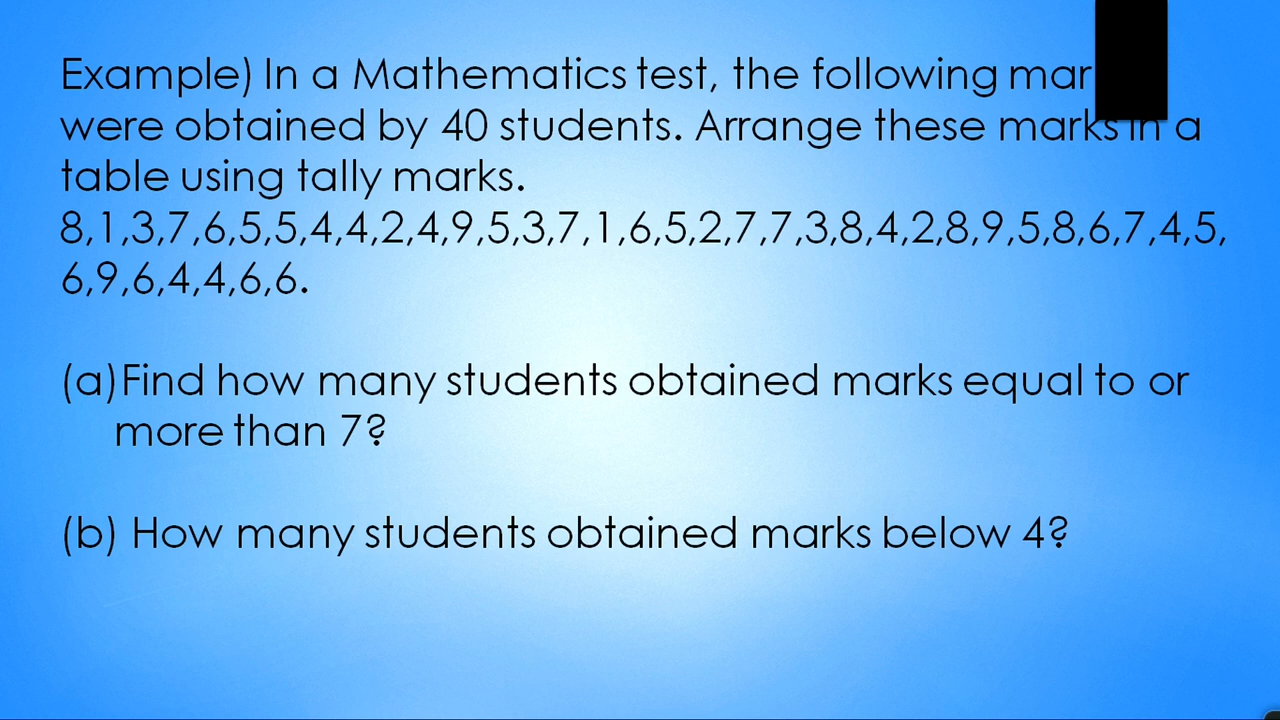 Example) In a Mathematics test, the following mar
were obtained by 40 students. Arrange these marks in a
table using tally marks.
8,1,3,7,6,5,5,4,4,2,4,9,5,3,7,1,6,5,2,7,7,3,8,4,2,8,9,5,8,6,7,4,5,
6,9,6,4,4,6,6.
(a)Find how many students obtained marks equal to or
more than 7?
(b) How many students obtained marks below 4?